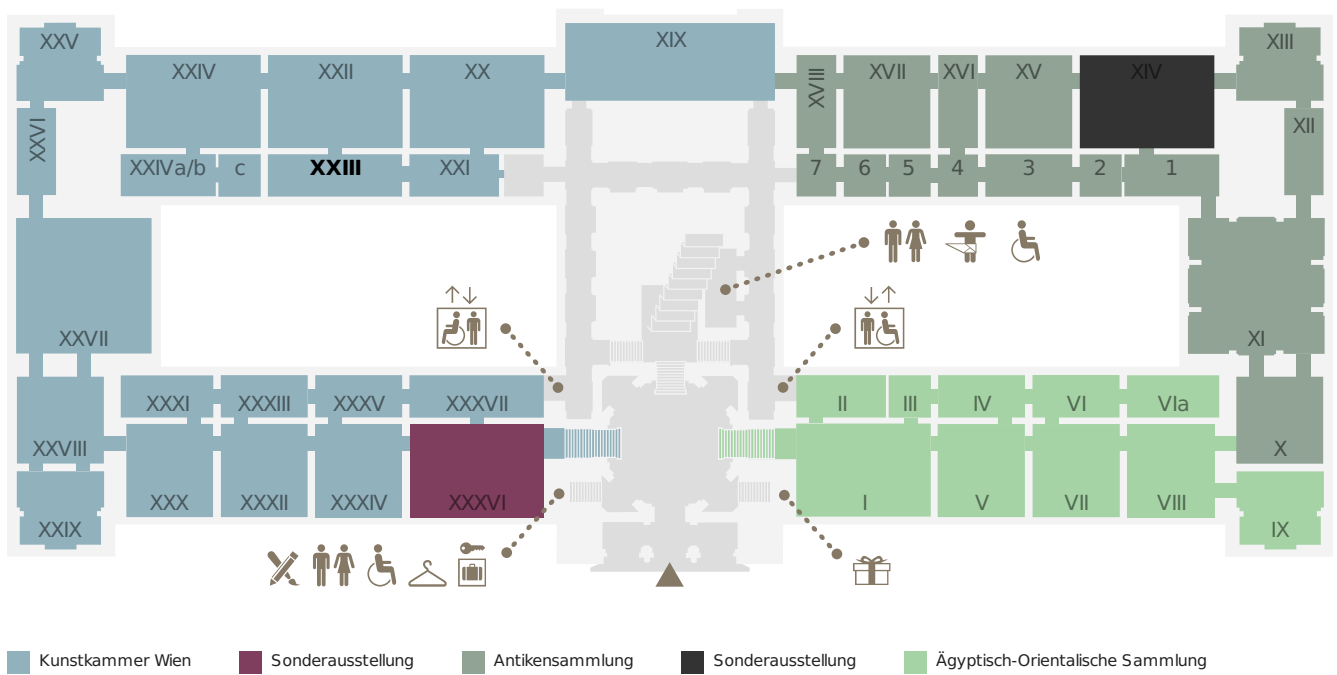 XIX
XXV
XIII
XXIV
XXII
XX
XVIII
XVII
XVI
XV
XIV
XXVI
XII
XXIVa/b
c
XXIII
XXI
7
6
5
4
3
2
1
XXVII
XI
XXXI
XXXIII
XXXV
XXXVII
II
III
IV
VI
VIa
XXVIII
X
XXX
XXXII
XXXIV
XXXVI
I
V
VII
VIII
XXIX
IX
Kunstkammer Wien
Sonderausstellung
Antikensammlung
Sonderausstellung
Ägyptisch-Orientalische Sammlung